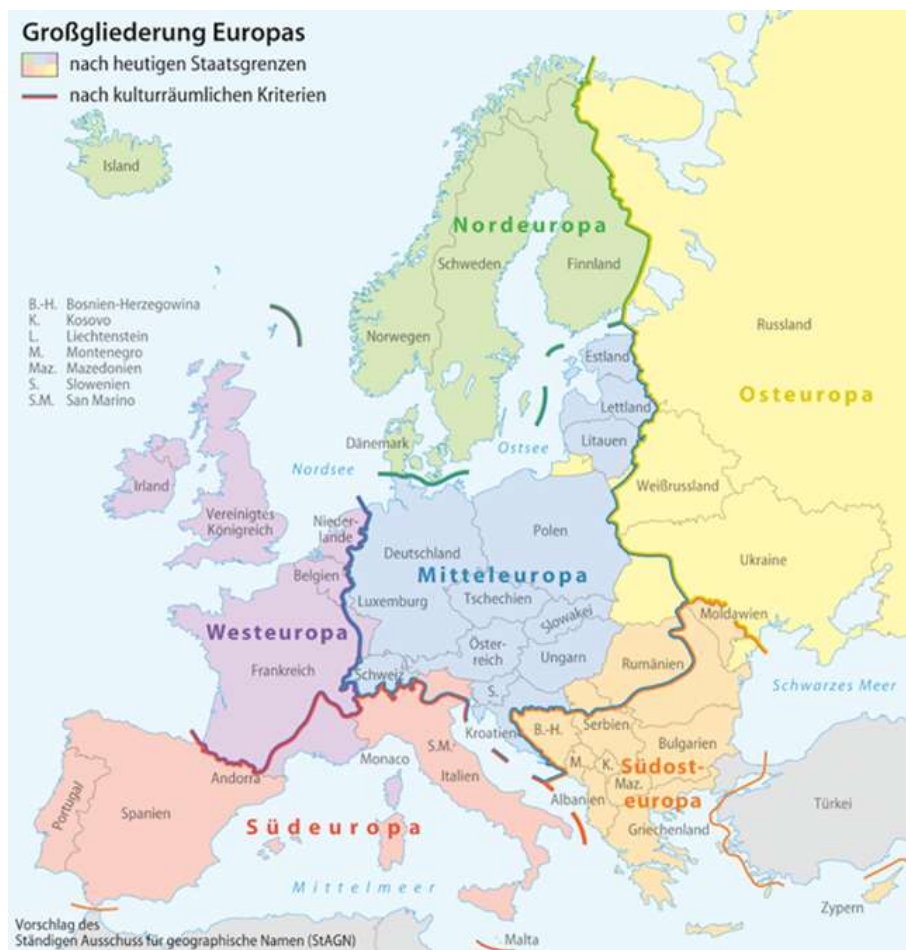 Großgliederung Europas
nach heutigen Staatsgrenzen
nach kulturräumlichen Kriterien
Island
Nordeuropa
Schweden
Finnland
Norwegen
B.-H. Bosnien-Herzegowina
K. Kosovo
L. Liechtenstein
M. Montenegro
Maz. Mazedonien
S. Slowenien
S.M. San Marino
Russland
Estland
Lettland
Litauen
Osteuropa
Dänemark
Ostsee
Nordsee
Irland
Vereinigtes
Königreich
Weißrussland
Nieder-
lande
Polen
Deutschland
Ukraine
Belgien
Mitteleuropa
Luxemburg
Tschechien
Slowakei
Moldawien
Westeuropa
Öster-
reich
Ungarn
Rumänien
Frankreich
Schweiz
S.
Schwarzes Meer
Kroatien
B.-H.
Serbien
S.M.
Bulgarien
Monaco
Italien
M.
K.
Südost-
europa
Andorra
Maz.
Albanien
Portugal
Spanien
Türkei
Südeuropa
Griechenland
Mittelmeer
Zypern
Malta
Vorschlag des
Ständigen Ausschuss für geographische Namen (StAGN)